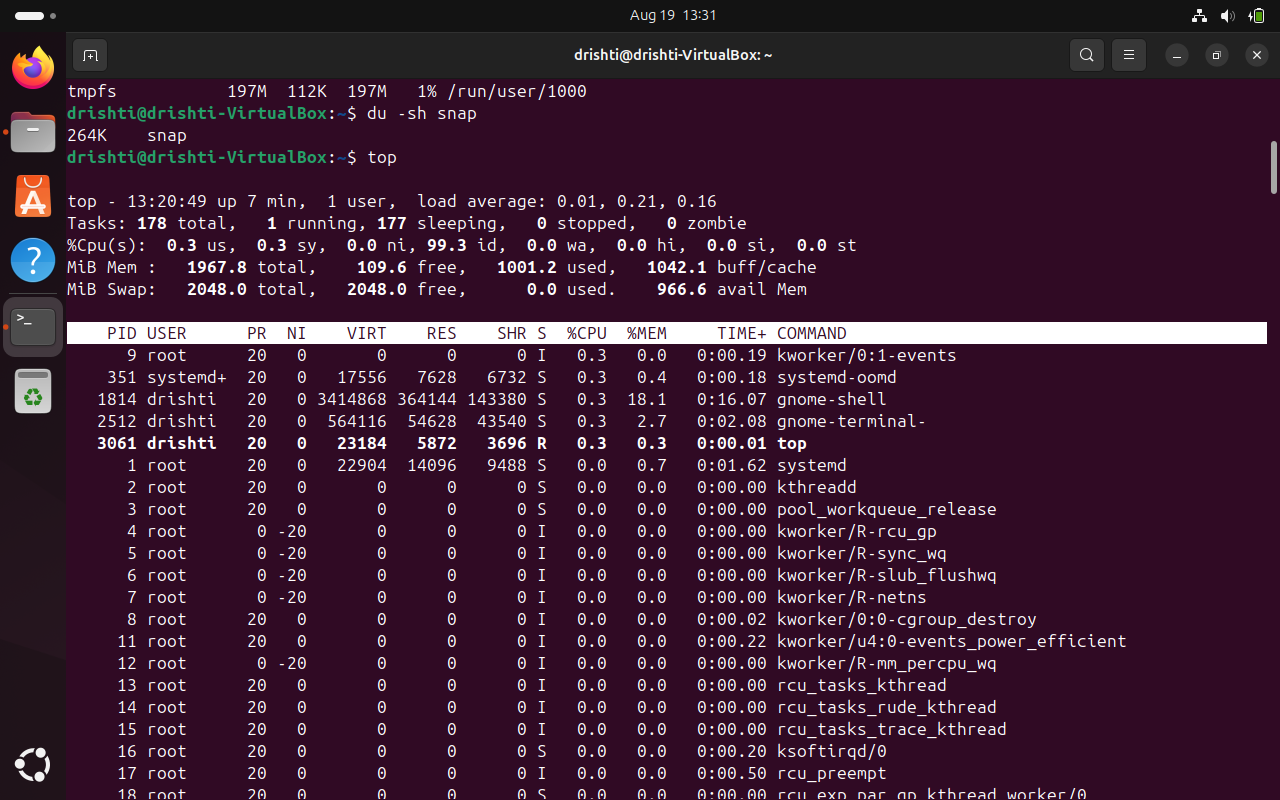 Aug 19 13:31
drishti@drishti-VirtualBox: ~
tmpfs           197M  112K  197M   1% /run/user/1000
drishti@drishti-VirtualBox:~$ du -sh snap
264K    snap
drishti@drishti-VirtualBox:~$ top
top - 13:20:49 up 7 min,  1 user,  load average: 0.01, 0.21, 0.16
Tasks: 178 total,   1 running, 177 sleeping,   0 stopped,   0 zombie
%Cpu(s):  0.3 us,  0.3 sy,  0.0 ni, 99.3 id,  0.0 wa,  0.0 hi,  0.0 si,  0.0 st
MiB Mem :   1967.8 total,    109.6 free,   1001.2 used,   1042.1 buff/cache
MiB Swap:   2048.0 total,   2048.0 free,      0.0 used.    966.6 avail Mem
    PID USER      PR  NI    VIRT    RES    SHR S  %CPU  %MEM     TIME+ COMMAND
      9 root      20   0       0      0      0 I   0.3   0.0   0:00.19 kworker/0:1-events
    351 systemd+  20   0   17556   7628   6732 S   0.3   0.4   0:00.18 systemd-oomd
   1814 drishti   20   0 3414868 364144 143380 S   0.3  18.1   0:16.07 gnome-shell
   2512 drishti   20   0  564116  54628  43540 S   0.3   2.7   0:02.08 gnome-terminal-
   3061 drishti   20   0   23184   5872   3696 R   0.3   0.3   0:00.01 top
      1 root      20   0   22904  14096   9488 S   0.0   0.7   0:01.62 systemd
      2 root      20   0       0      0      0 S   0.0   0.0   0:00.00 kthreadd
      3 root      20   0       0      0      0 S   0.0   0.0   0:00.00 pool_workqueue_release
      4 root       0 -20       0      0      0 I   0.0   0.0   0:00.00 kworker/R-rcu_gp
      5 root       0 -20       0      0      0 I   0.0   0.0   0:00.00 kworker/R-sync_wq
      6 root       0 -20       0      0      0 I   0.0   0.0   0:00.00 kworker/R-slub_flushwq
      7 root       0 -20       0      0      0 I   0.0   0.0   0:00.00 kworker/R-netns
      8 root      20   0       0      0      0 I   0.0   0.0   0:00.02 kworker/0:0-cgroup_destroy
     11 root      20   0       0      0      0 I   0.0   0.0   0:00.22 kworker/u4:0-events_power_efficient
     12 root       0 -20       0      0      0 I   0.0   0.0   0:00.00 kworker/R-mm_percpu_wq
     13 root      20   0       0      0      0 I   0.0   0.0   0:00.00 rcu_tasks_kthread
     14 root      20   0       0      0      0 I   0.0   0.0   0:00.00 rcu_tasks_rude_kthread
     15 root      20   0       0      0      0 I   0.0   0.0   0:00.00 rcu_tasks_trace_kthread
     16 root      20   0       0      0      0 S   0.0   0.0   0:00.20 ksoftirqd/0
     17 root      20   0       0      0      0 I   0.0   0.0   0:00.50 rcu_preempt
     18 root      20   0       0      0      0 S   0.0   0.0   0:00.00 rcu_exp_par_gp_kthread_worker/0